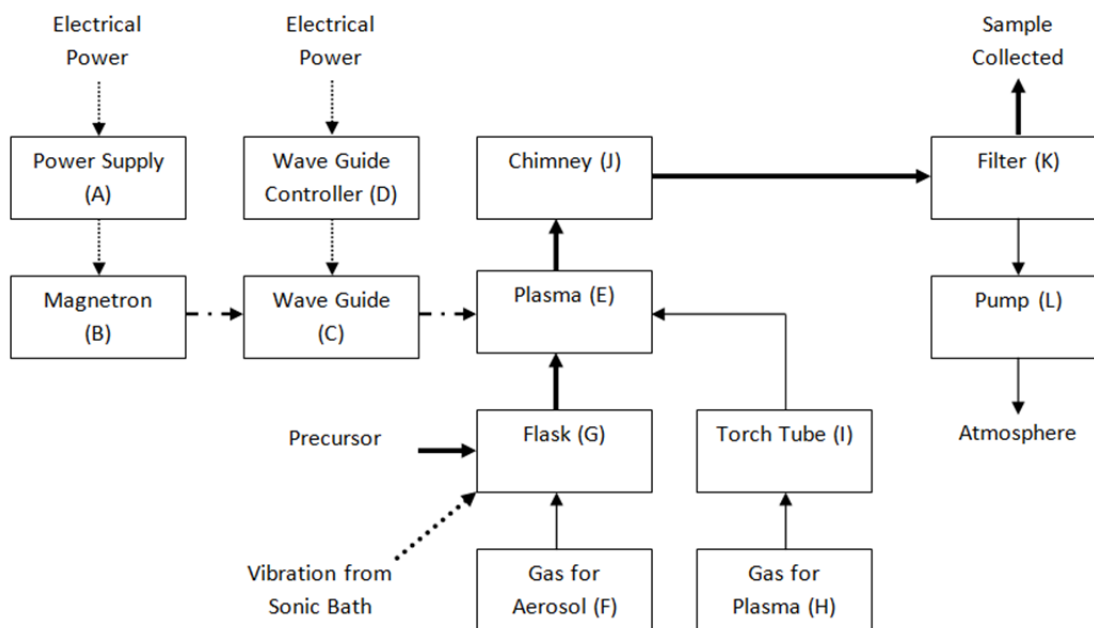 Electrical
Power
Electrical
Power
Sample
Collected
Power Supply
(A)
Wave Guide
Controller (D)
Chimney (J)
Filter (K)
Magnetron
(B)
Wave Guide
(C)
Plasma (E)
Pump (L)
Precursor
Flask (G)
Torch Tube (I)
Atmosphere
Vibration from
Sonic Bath
Gas for
Aerosol (F)
Gas for
Plasma (H)